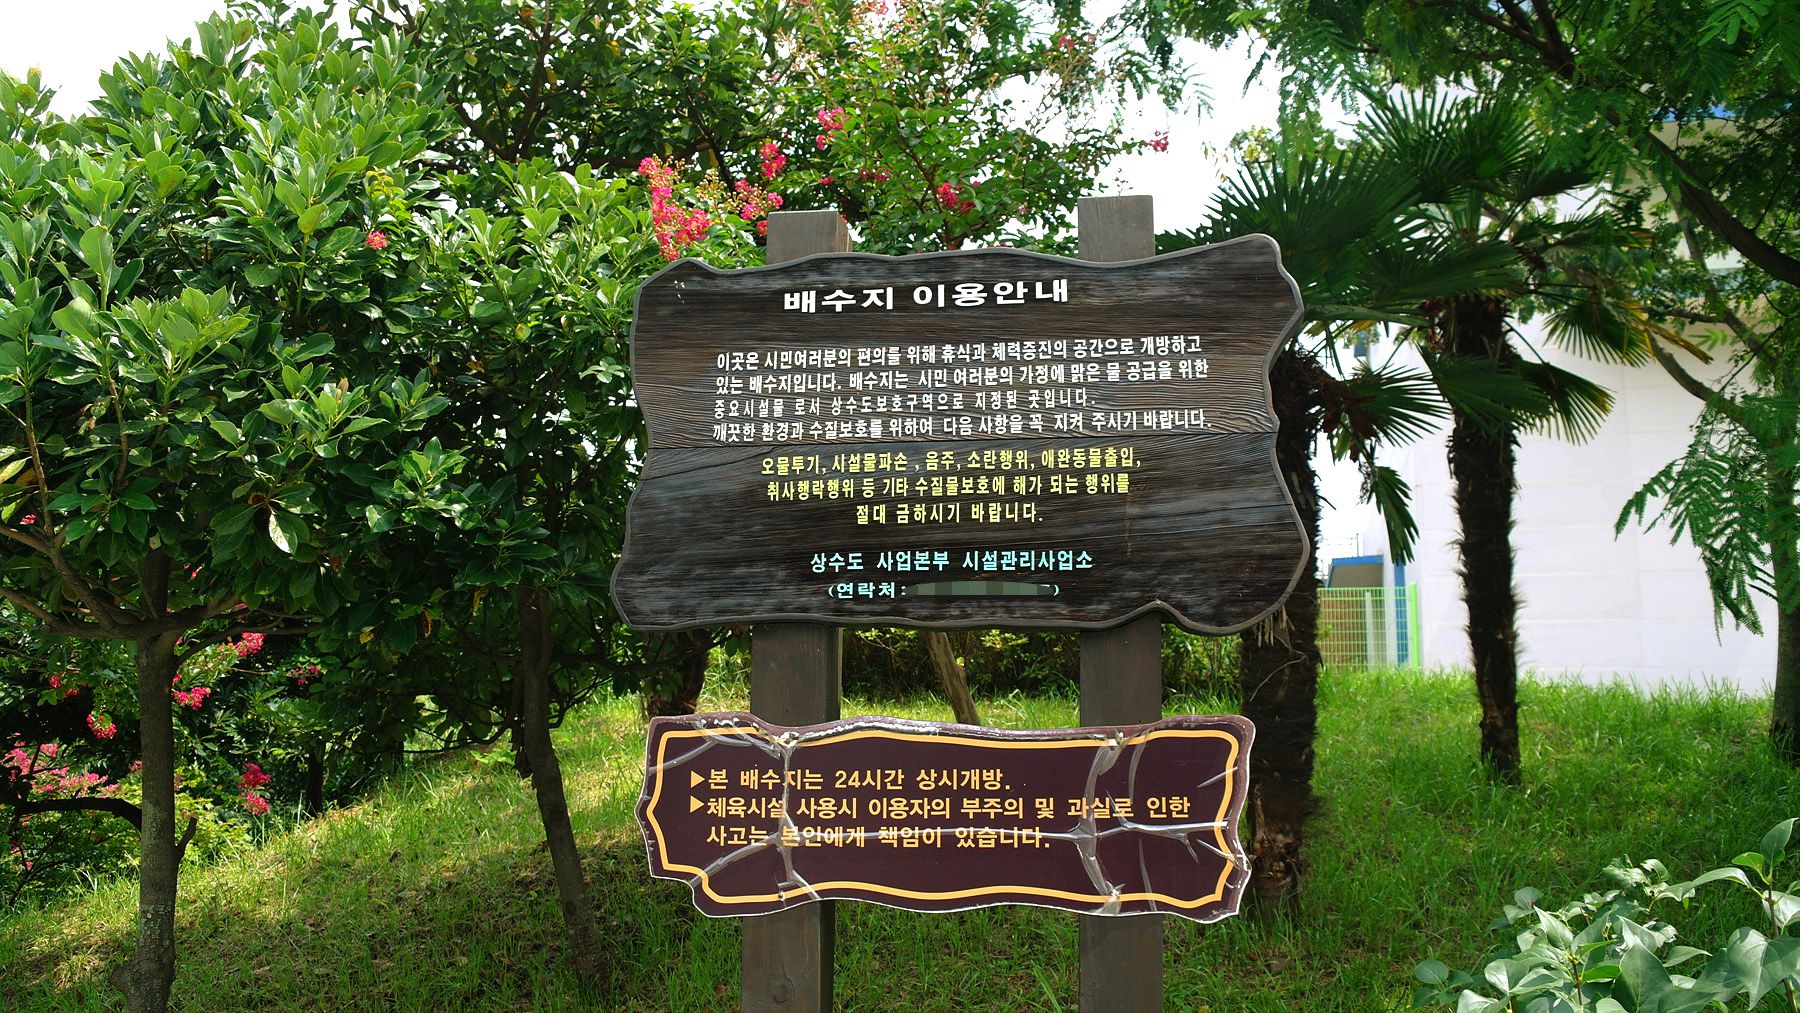 배수지 이용안내
이곳은 시민여러분의 편의를 위해 휴식과 체력증진의 공간으로 개방하고
있는 배수지입니다. 배수지는 시민 여러분의 가정에 맑은 물 공급을 위한
중요시설물 로서 상수도보호구역으로 지정된 곳입니다.
깨끗한 환경과 수질보호를 위하여 다음 사항을 꼭 지켜 주시기 바랍니다.
오물투기, 시설물파손 , 음주, 소란행위, 애완동물출입,
취사행락행위 등 기타 수질물보호에 해가 되는 행위를
절대 금하시기 바랍니다.
상수도 사업본부 시설관리사업소
(연락처: )
▶본 배수지는 24시간 상시개방.
▶체육시설 사용시 이용자의 부주의 및 과실로 인한
사고는 본인에게 책임이 있습니다.